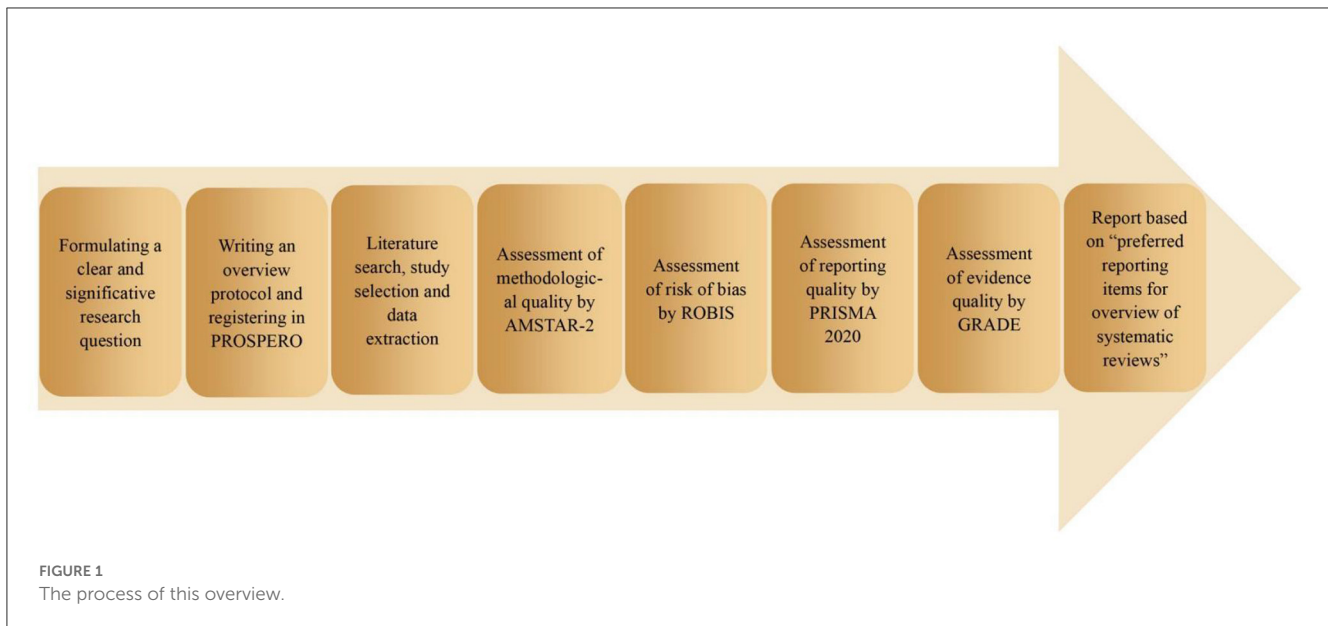 Formulating a
clear and
significative
research
question
Writing an
overview
protocol and
registering in
PROSPERO
Literature
search, study
selection and
data
extraction
Assessment of
methodologic-
al quality by
AMSTAR-2
Assessment
of risk of bias
by ROBIS
Assessment
of reporting
quality by
PRISMA
2020
Assessment
of evidence
quality by
GRADE
Report based
on “preferred
reporting
items for
overview of
systematic
reviews”
FIGURE 1
The process of this overview.